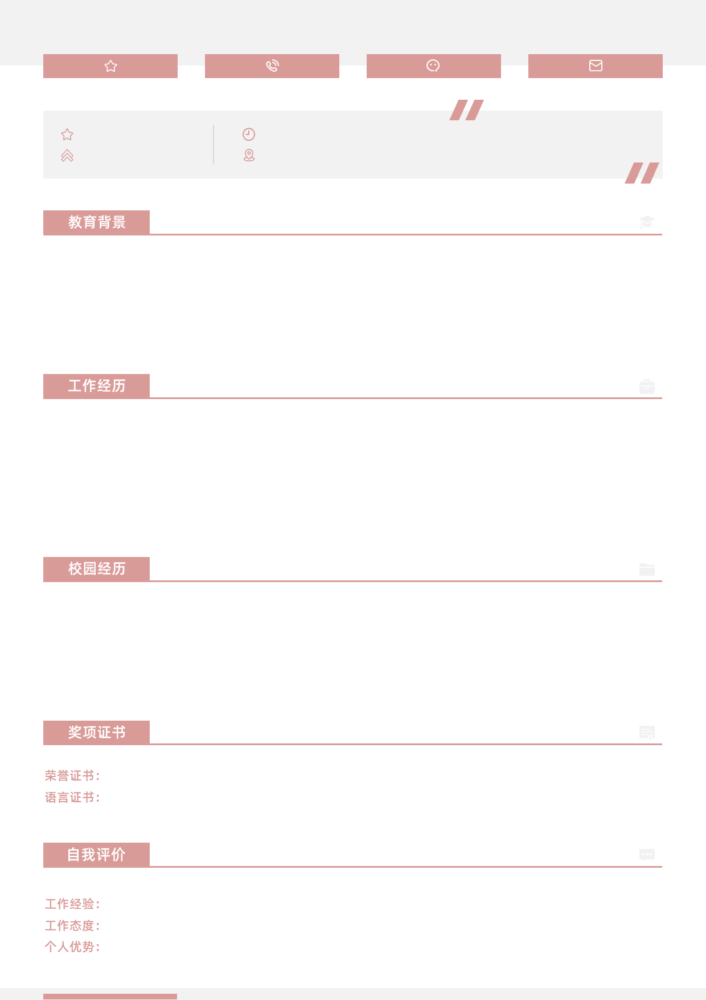 教育背景
工作经历
校园经历
奖项证书
荣誉证书：
语言证书：
自我评价
工作经验：
工作态度：
个人优势：